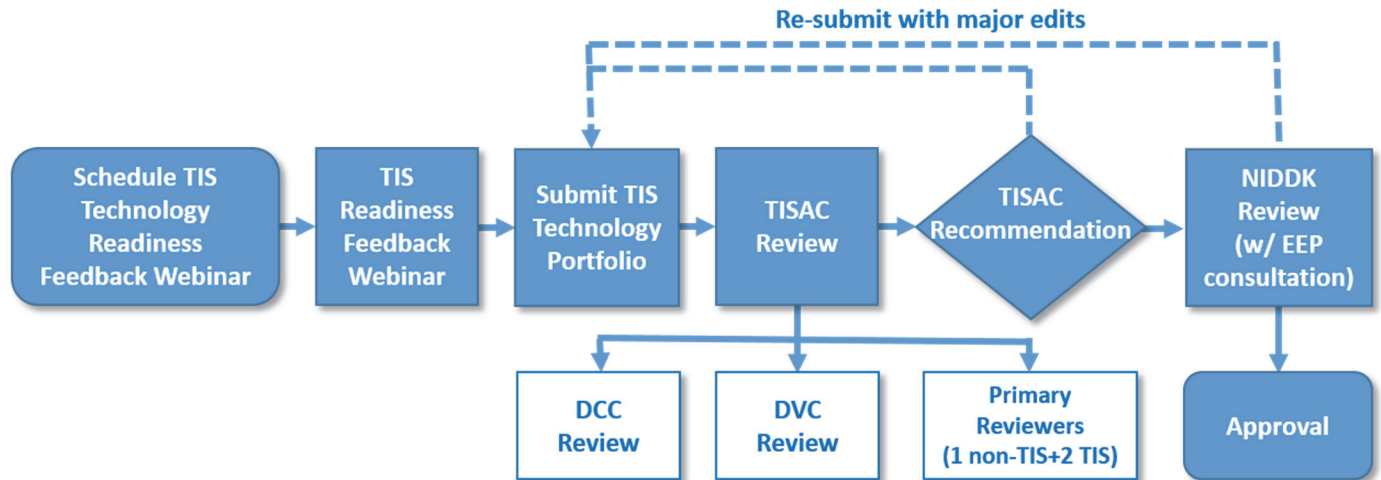 Re-submit with major edits
Schedule TIS
Technology
Readiness
Feedback Webinar
TIS
Readiness
Feedback
Webinar
Submit TIS
Technology
Portfolio
TISAC
Review
TISAC
Recommendation
NIDDK
Review
(w/ EEP
consultation)
DCC
Review
DVC
Review
Primary
Reviewers
(1 non-TIS+2 TIS)
Approval